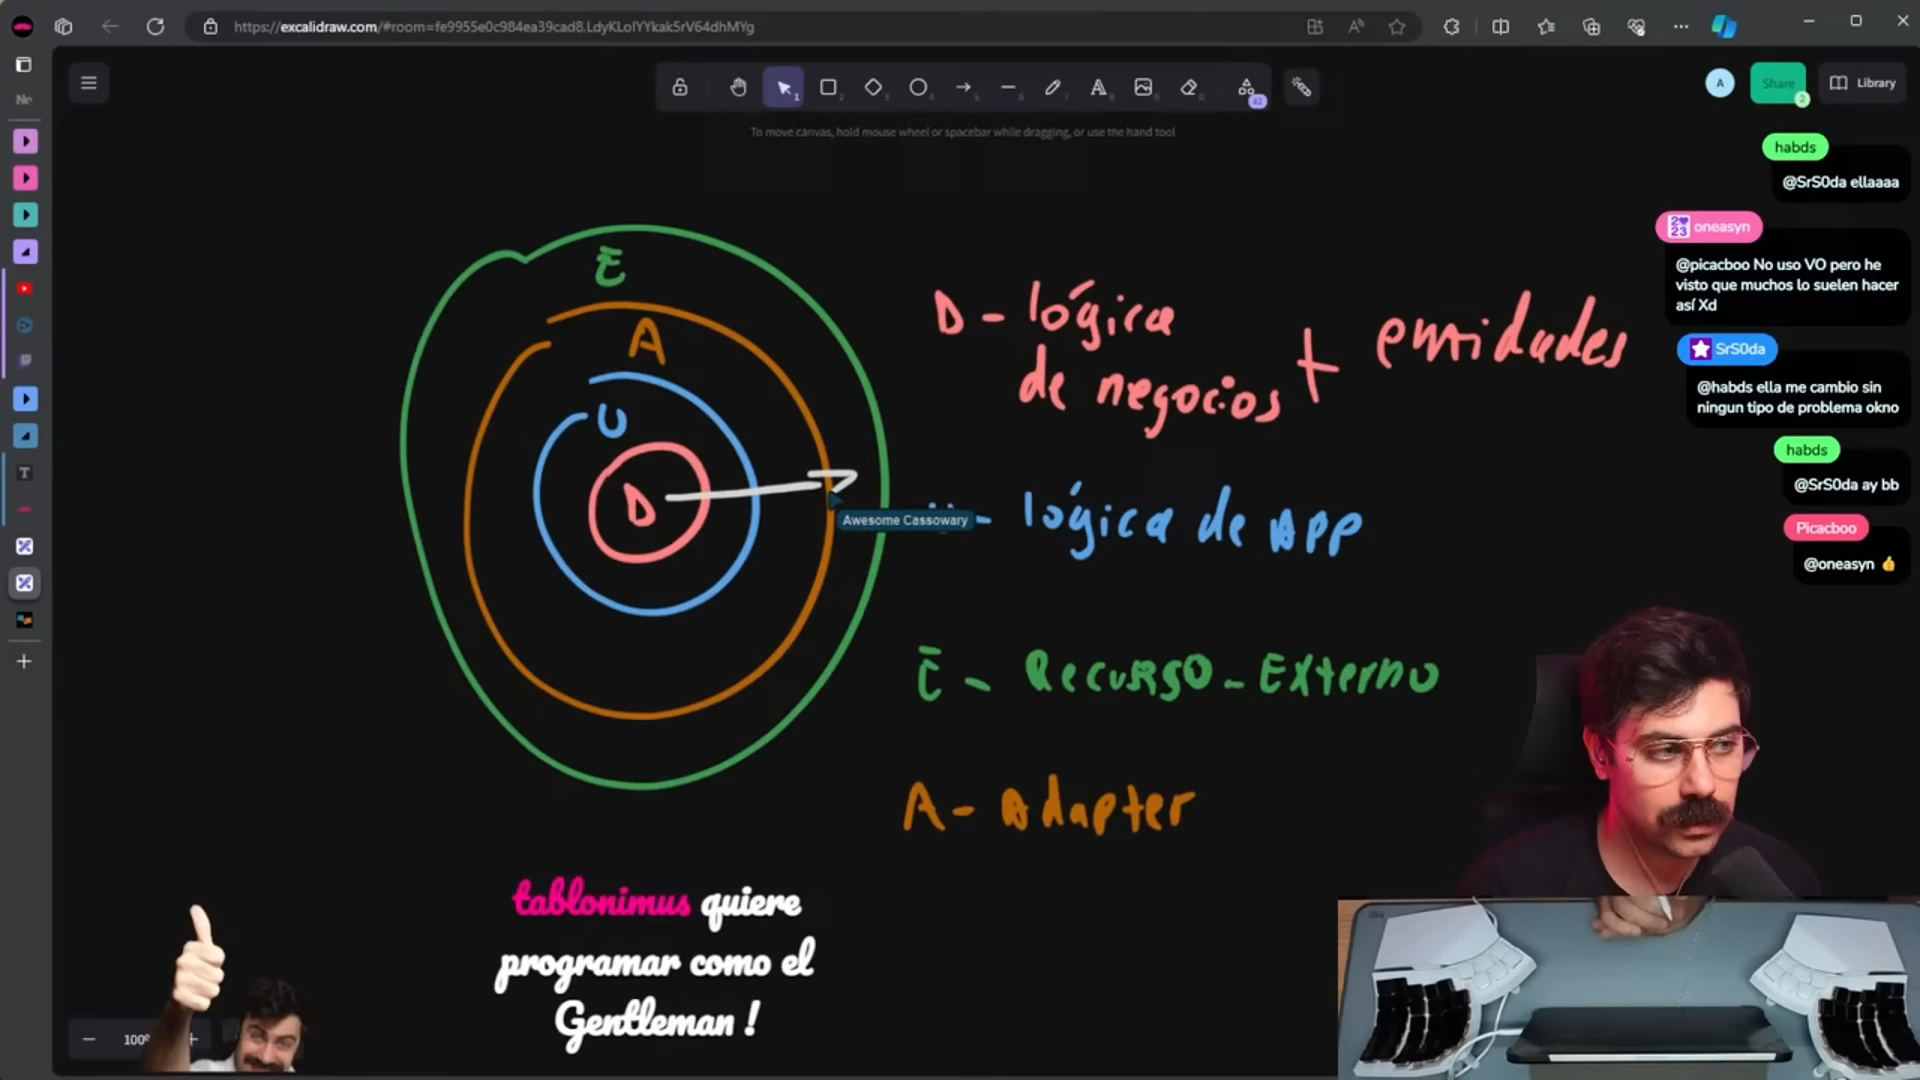 https://excalidraw.com/#room=fe9955e0c984ea39cad8,LdyKLolYYkak5rV64dhMYg
A
Share
2
Library
To move canvas, hold mouse wheel or spacebar while dragging, or use the hand tool
habds
@SrS0da ellaaaa
oneasyn
@picacboo No uso VO pero he
visto que muchos lo suelen hacer
así Xd
SrS0da
@habds ella me cambio sin
ningun tipo de problema okno
habds
@SrS0da ay bb
Picacboo
@oneasyn 👍
E
A
U
D
D - lógica
de negocios + entidades
Awesome Cassowary
lógica de APP
E - Recurso - Externo
A - Adapter
tablonimus quiere
programar como el
Gentleman !
100%